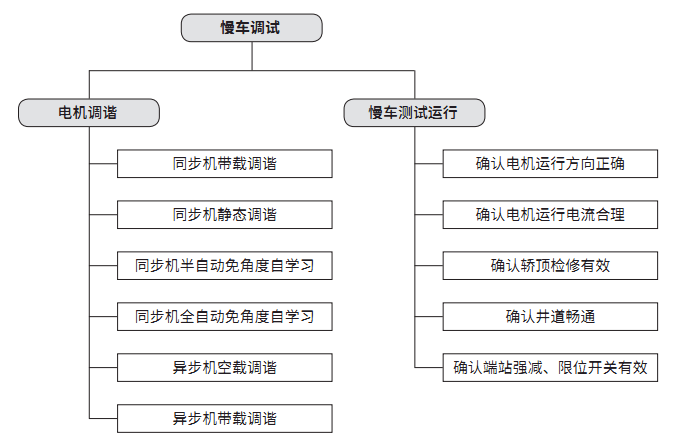 慢车调试
电机调谐
同步机带载调谐
同步机静态调谐
同步机半自动免角度自学习
同步机全自动免角度自学习
异步机空载调谐
异步机带载调谐
慢车测试运行
确认电机运行方向正确
确认电机运行电流合理
确认轿顶检修有效
确认井道畅通
确认端站强减、限位开关有效